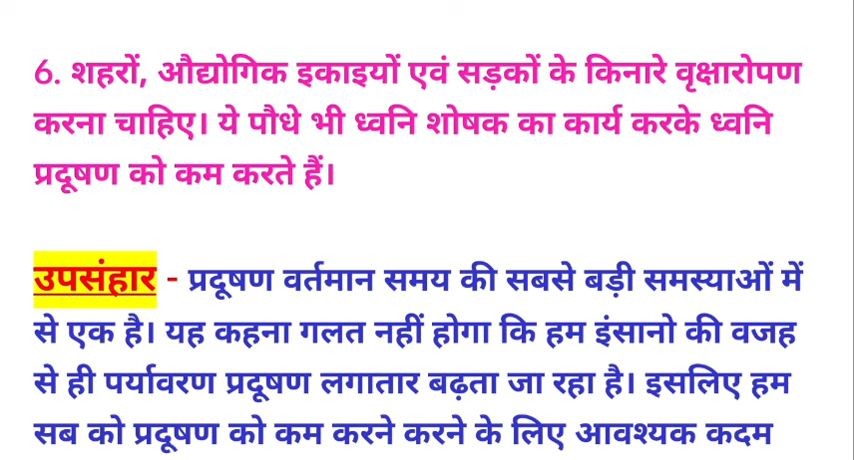 6. शहरों, औद्योगिक इकाइयों एवं सड़कों के किनारे वृक्षारोपण
करना चाहिए। ये पौधे भी ध्वनि शोषक का कार्य करके ध्वनि
प्रदूषण को कम करते हैं।
उपसंहार - प्रदूषण वर्तमान समय की सबसे बड़ी समस्याओं में
से एक है। यह कहना गलत नहीं होगा कि हम इंसानो की वजह
से ही पर्यावरण प्रदूषण लगातार बढ़ता जा रहा है। इसलिए हम
सब को प्रदूषण को कम करने करने के लिए आवश्यक कदम